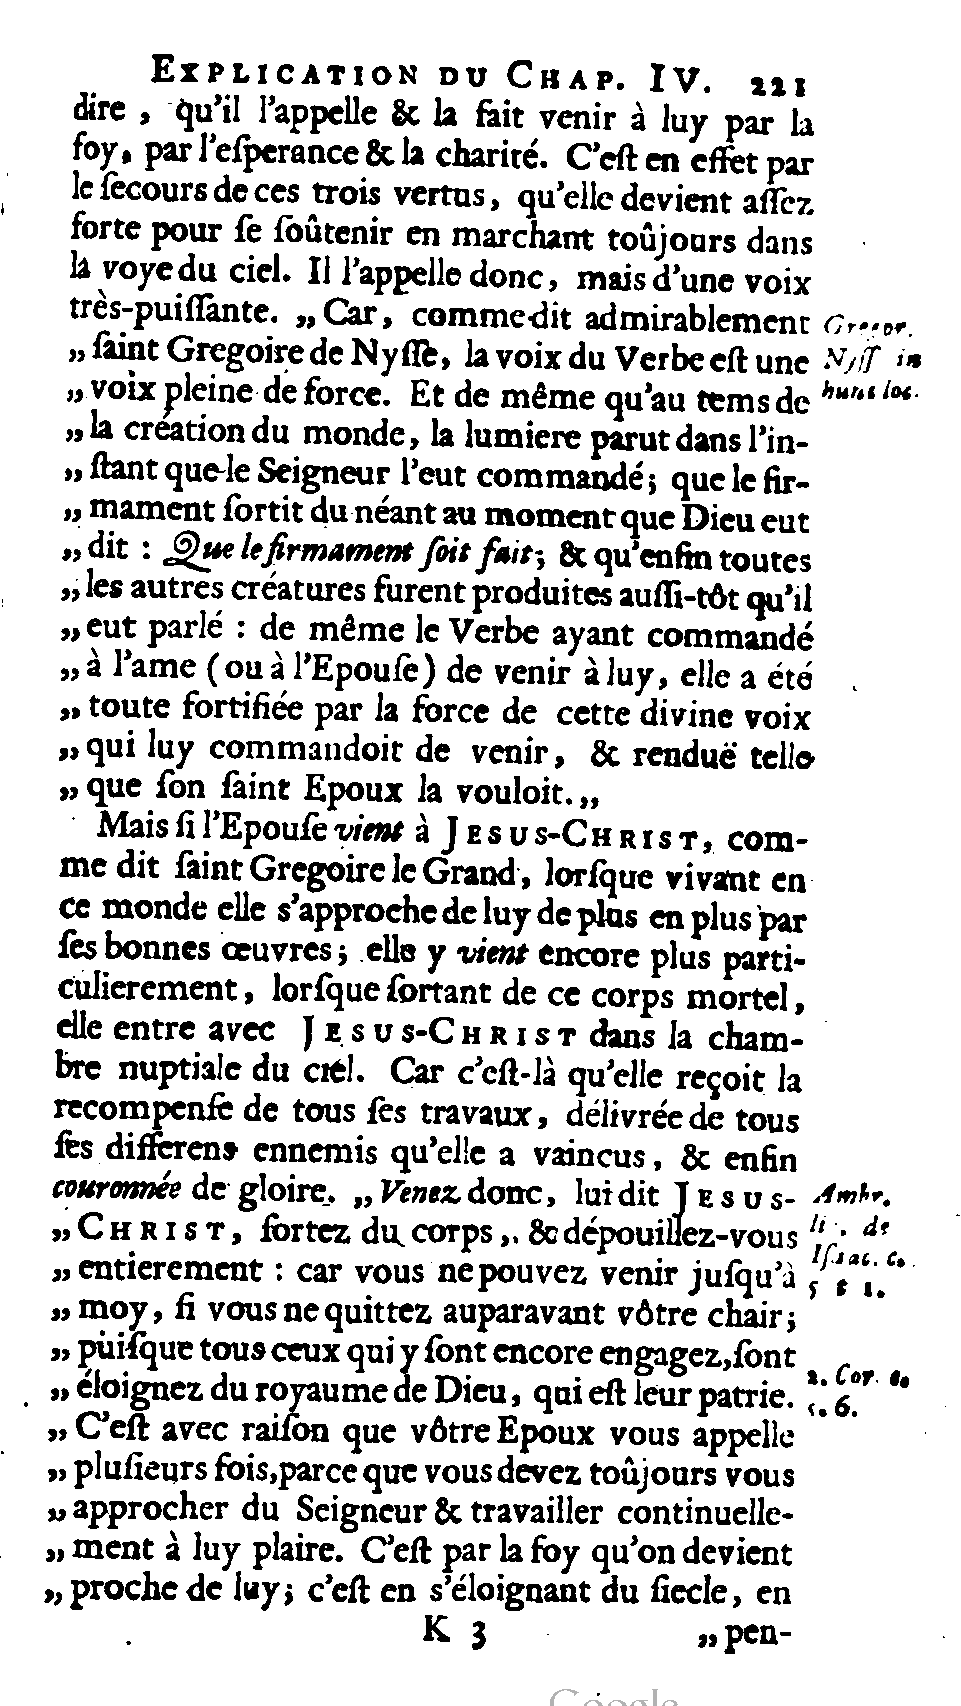 EXPLICATION DU CHAP. IV. 221
dire, qu'il l'appelle & la fait venir à luy par la
foy, par l'eſperance & la charité. C'eſt en effet par
le ſecours de ces trois vertus, qu'elle devient aſſez
forte pour ſe ſoûtenir en marchant toûjours dans
la voye du ciel. Il l'appelle donc, mais d'une voix
très-puiſſante. „Car, comme dit admirablement
„ſaint Gregoire de Nyſſe, la voix du Verbe eſt une
„voix pleine de force. Et de même qu'au tems de
„la création du monde, la lumiere parut dans l'in-
„ſtant que le Seigneur l'eut commandé; que le fir-
„mament ſortit du néant au moment que Dieu eut
„dit : Que le firmament ſoit fait; & qu'enfin toutes
„les autres créatures furent produites auſſi-tôt qu'il
„eut parlé : de même le Verbe ayant commandé
„à l'ame (ou à l'Epouſe) de venir à luy, elle a été
„toute fortifiée par la force de cette divine voix
„qui luy commandoit de venir, & renduë telle
„que ſon ſaint Epoux la vouloit.„
Gregor.
Nyſſ in
hunc loc.
Mais ſi l'Epouſe vient à JESUS-CHRIST, com-
me dit ſaint Gregoire le Grand, lorſque vivant en
ce monde elle s'approche de luy de plus en plus par
ſes bonnes œuvres; elle y vient encore plus parti-
culierement, lorſque ſortant de ce corps mortel,
elle entre avec JESUS-CHRIST dans la cham-
bre nuptiale du ciel. Car c'eſt-là qu'elle reçoit la
recompenſe de tous ſes travaux, délivrée de tous
ſes differens ennemis qu'elle a vaincus, & enfin
couronnée de gloire. „Venez donc, lui dit JESUS-
„CHRIST, ſortez du corps, & dépouillez-vous
„entierement : car vous ne pouvez venir juſqu'à
„moy, ſi vous ne quittez auparavant vôtre chair;
„puiſque tous ceux qui y ſont encore engagez, ſont
„éloignez du royaume de Dieu, qui eſt leur patrie.
„C'eſt avec raiſon que vôtre Epoux vous appelle
„pluſieurs fois, parce que vous devez toûjours vous
„approcher du Seigneur & travailler continuelle-
„ment à luy plaire. C'eſt par la foy qu'on devient
„proche de luy; c'eſt en s'éloignant du ſiecle, en
Ambr.
li. de
Iſaac. c.
5
2. Cor.
6.
K 3 „pen-
Google